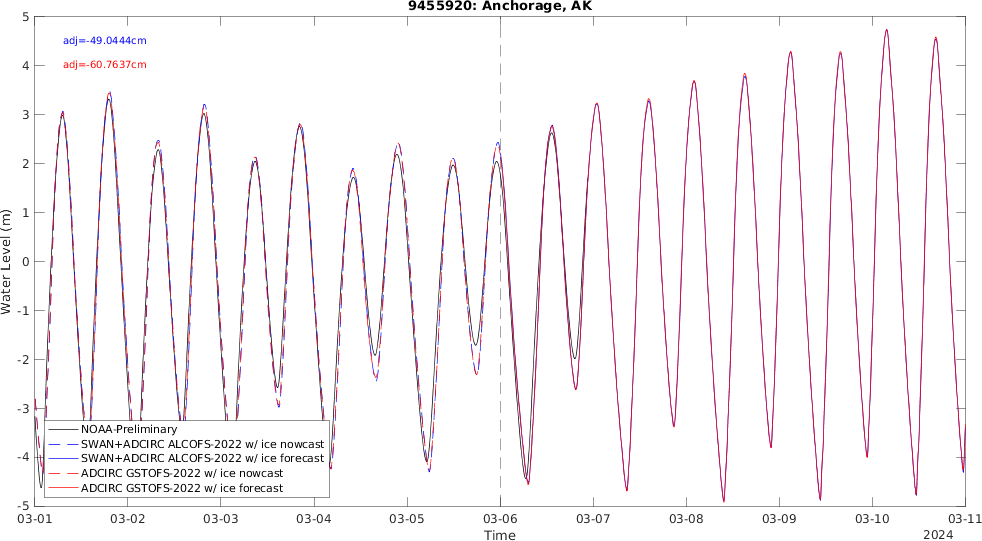 9455920: Anchorage, AK
adj=-49.0444cm
adj=-60.7637cm
5
4
3
2
1
0
-1
-2
-3
-4
-5
Water Level (m)
NOAA-Preliminary
SWAN+ADCIRC ALCOFS-2022 w/ ice nowcast
SWAN+ADCIRC ALCOFS-2022 w/ ice forecast
ADCIRC GSTOFS-2022 w/ ice nowcast
ADCIRC GSTOFS-2022 w/ ice forecast
03-01 03-02 03-03 03-04 03-05 03-06 03-07 03-08 03-09 03-10 03-11
Time
2024